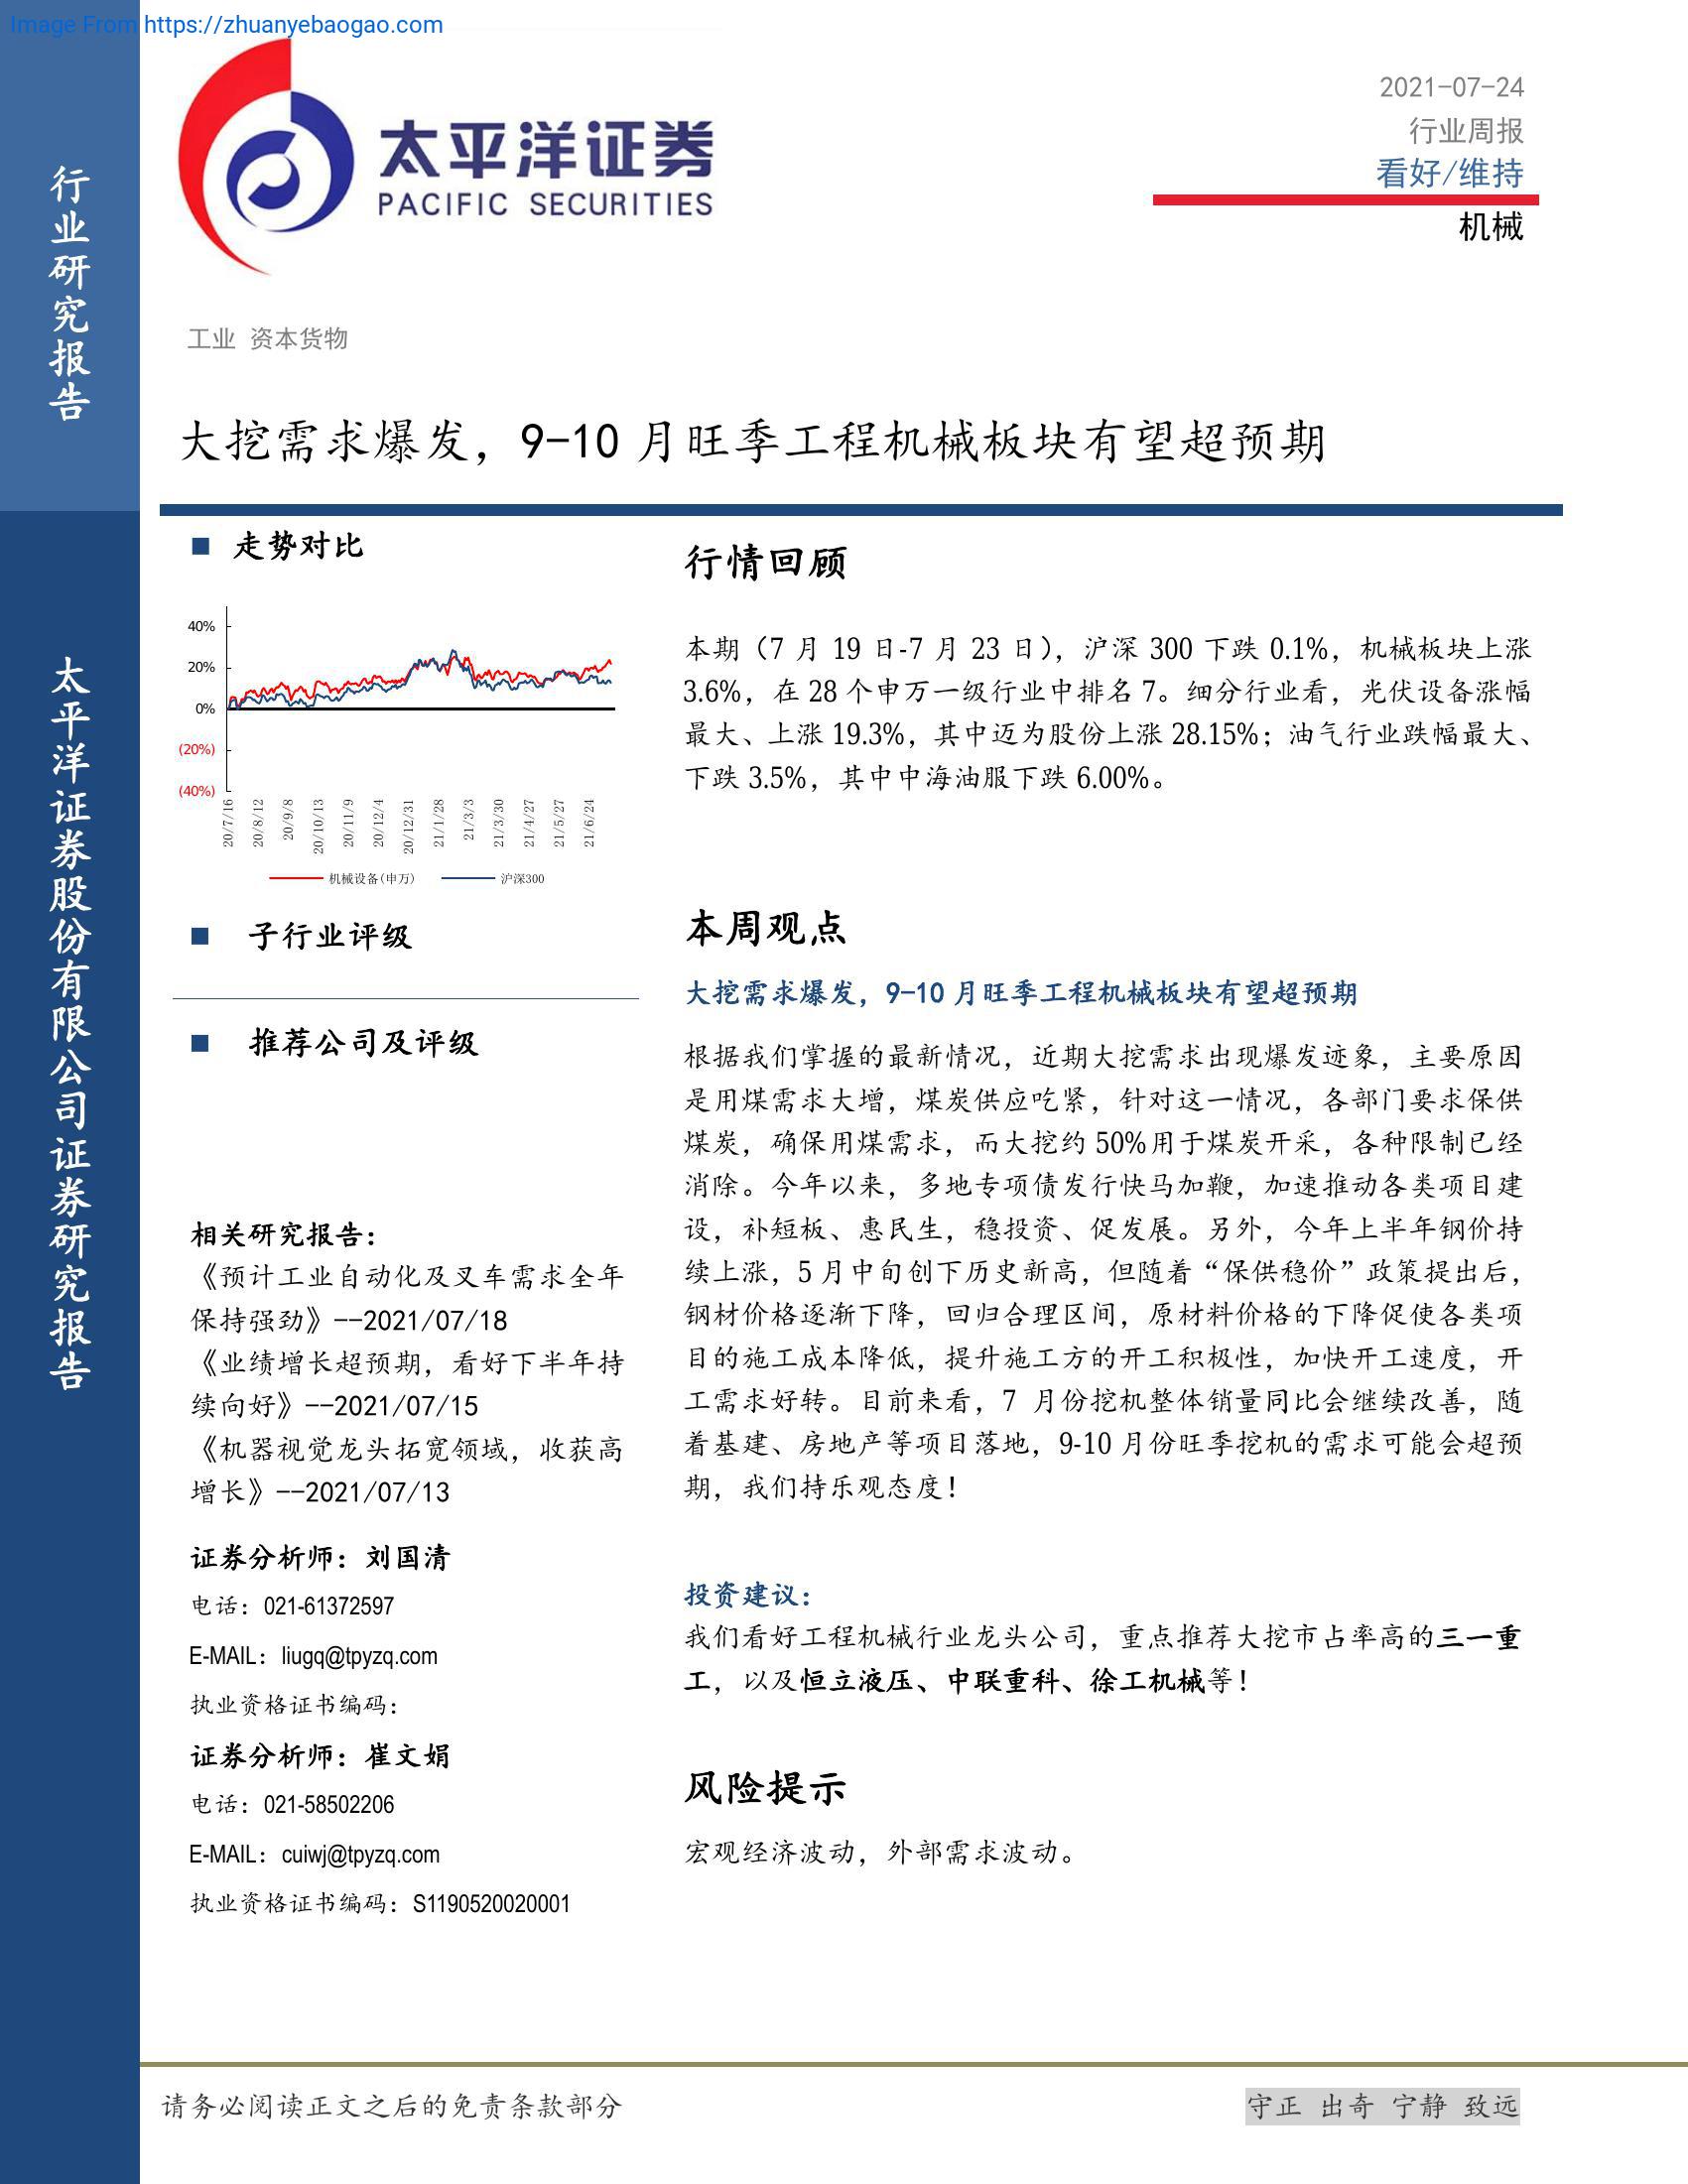 Image From https://zhuanyebaogao.com
行业研究报告
太平洋证券股份有限公司证券研究报告
太平洋证券
PACIFIC SECURITIES
2021-07-24
行业周报
看好/维持
机械
工业 资本货物
大挖需求爆发，9-10 月旺季工程机械板块有望超预期
■ 走势对比
40%
20%
0%
(20%)
(40%)
20/7/16
20/8/12
20/9/8
20/10/13
20/11/9
20/12/4
20/12/31
21/1/28
21/3/3
21/3/30
21/4/27
21/5/27
21/6/24
机械设备(申万)
沪深300
■ 子行业评级
■ 推荐公司及评级
相关研究报告：
《预计工业自动化及叉车需求全年
保持强劲》--2021/07/18
《业绩增长超预期，看好下半年持
续向好》--2021/07/15
《机器视觉龙头拓宽领域，收获高
增长》--2021/07/13
证券分析师：刘国清
电话：021-61372597
E-MAIL：liugq@tpyzq.com
执业资格证书编码：
证券分析师：崔文娟
电话：021-58502206
E-MAIL：cuiwj@tpyzq.com
执业资格证书编码：S1190520020001
行情回顾
本期（7 月 19 日-7 月 23 日），沪深 300 下跌 0.1%，机械板块上涨
3.6%，在 28 个申万一级行业中排名 7。细分行业看，光伏设备涨幅
最大、上涨 19.3%，其中迈为股份上涨 28.15%；油气行业跌幅最大、
下跌 3.5%，其中中海油服下跌 6.00%。
本周观点
大挖需求爆发，9-10 月旺季工程机械板块有望超预期
根据我们掌握的最新情况，近期大挖需求出现爆发迹象，主要原因
是用煤需求大增，煤炭供应吃紧，针对这一情况，各部门要求保供
煤炭，确保用煤需求，而大挖约 50%用于煤炭开采，各种限制已经
消除。今年以来，多地专项债发行快马加鞭，加速推动各类项目建
设，补短板、惠民生，稳投资、促发展。另外，今年上半年钢价持
续上涨，5 月中旬创下历史新高，但随着“保供稳价”政策提出后，
钢材价格逐渐下降，回归合理区间，原材料价格的下降促使各类项
目的施工成本降低，提升施工方的开工积极性，加快开工速度，开
工需求好转。目前来看，7 月份挖机整体销量同比会继续改善，随
着基建、房地产等项目落地，9-10 月份旺季挖机的需求可能会超预
期，我们持乐观态度！
投资建议：
我们看好工程机械行业龙头公司，重点推荐大挖市占率高的三一重
工，以及恒立液压、中联重科、徐工机械等！
风险提示
宏观经济波动，外部需求波动。
请务必阅读正文之后的免责条款部分
守正 出奇 宁静 致远